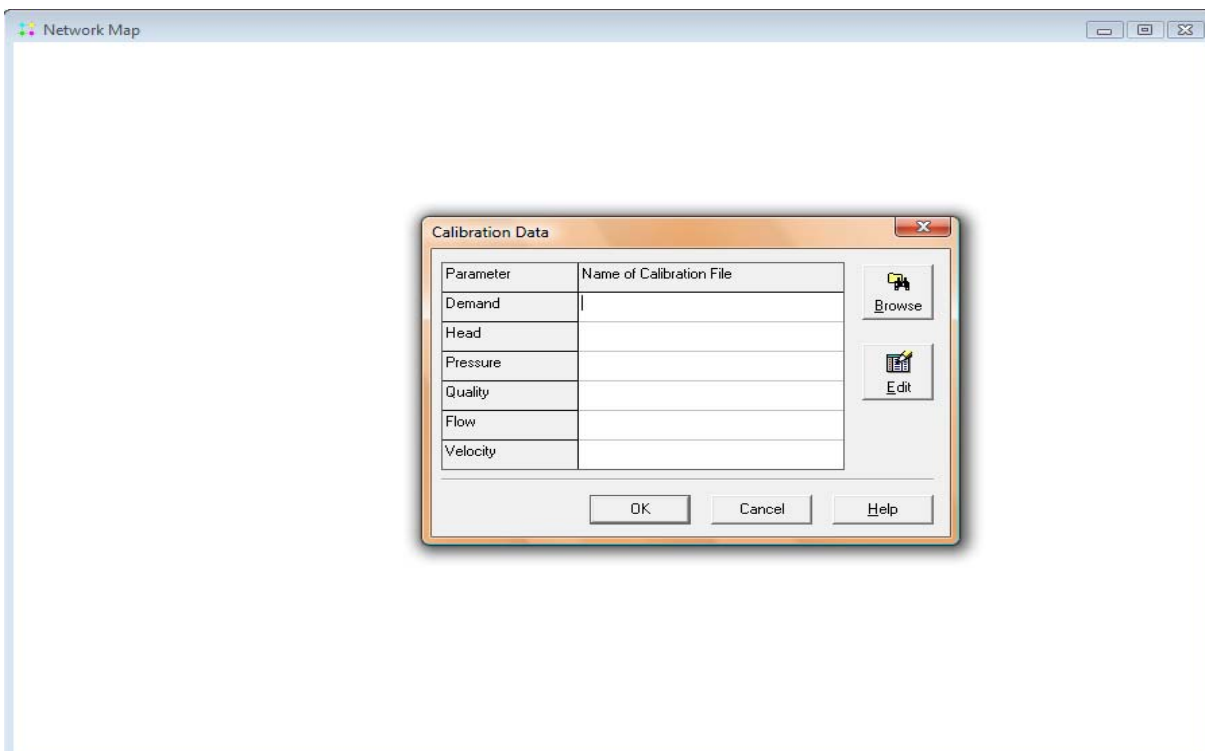 Network Map
Calibration Data
Parameter Name of Calibration File
Demand
Head
Pressure
Quality
Flow
Velocity
Browse
Edit
OK Cancel Help